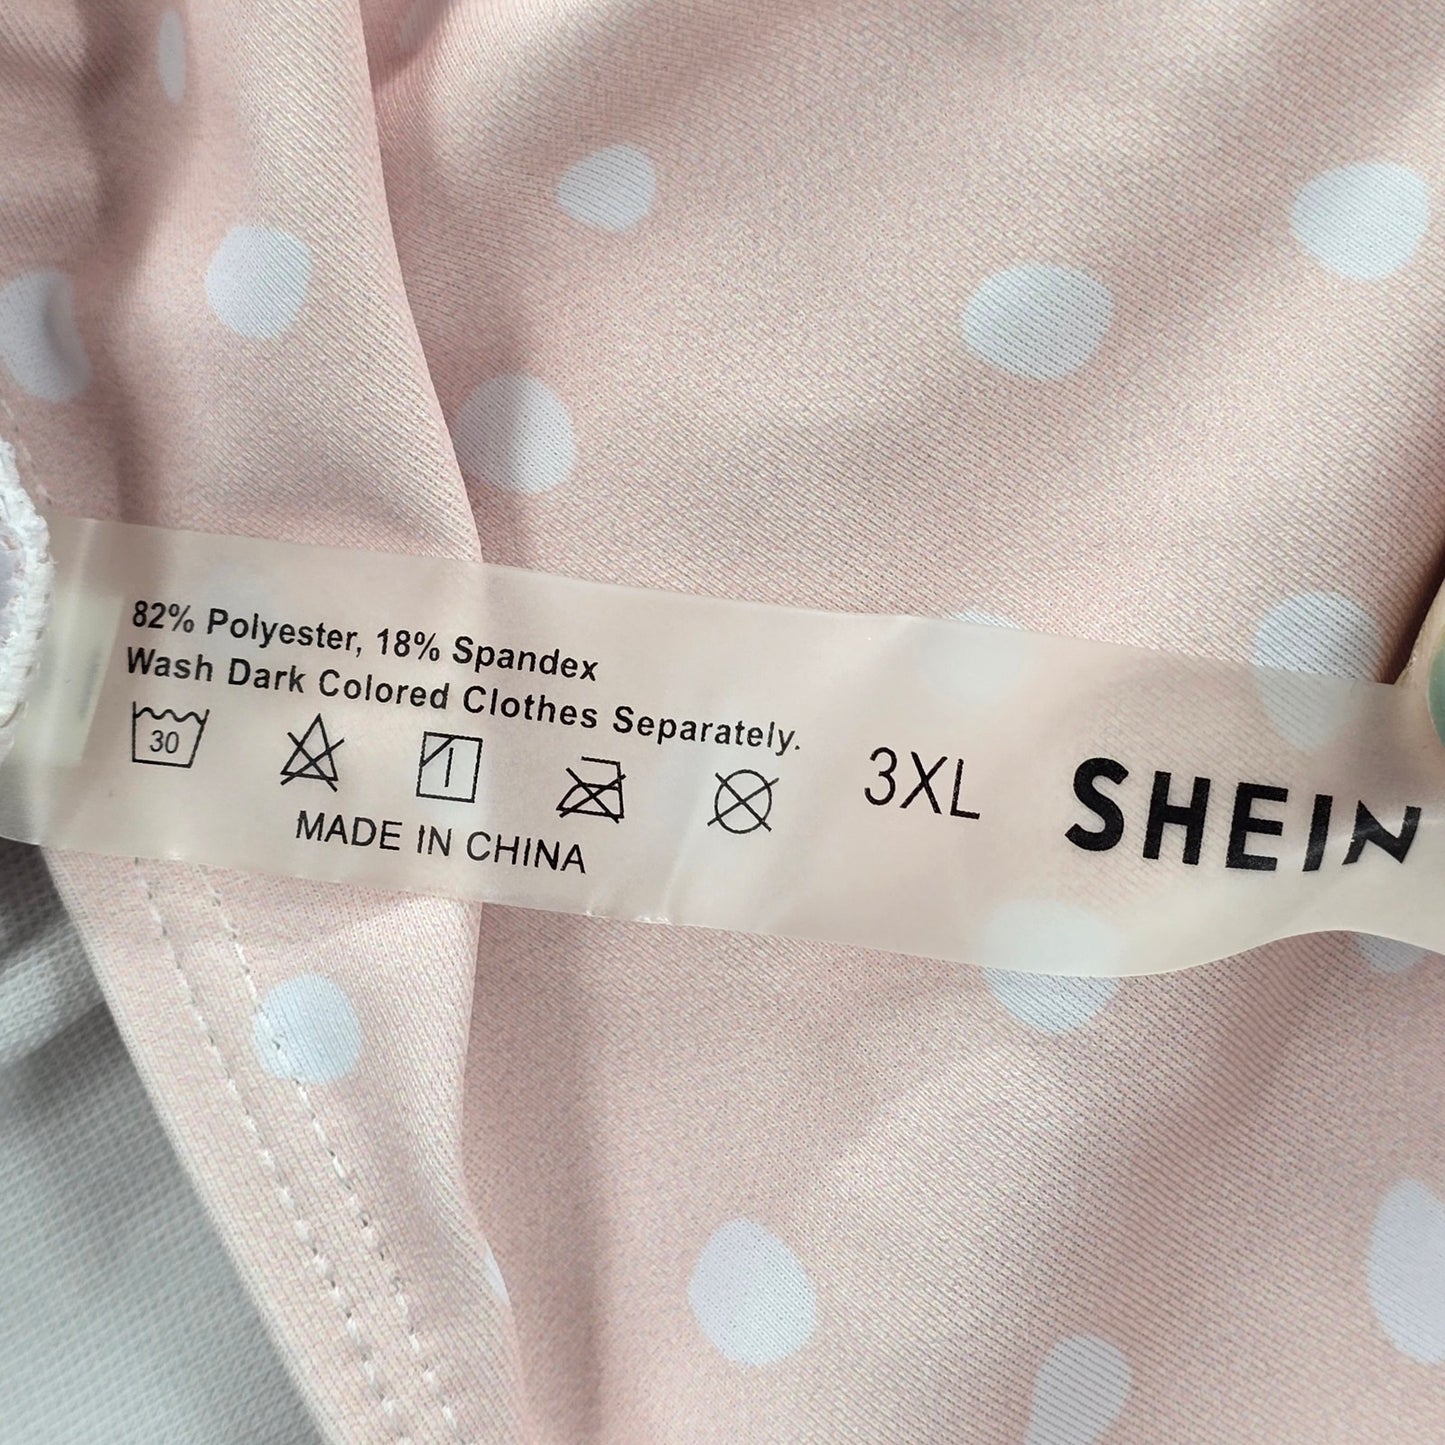 82% Polyester, 18% Spandex
Wash Dark Colored Clothes Separately.
30
MADE IN CHINA
3XL
SHEIN